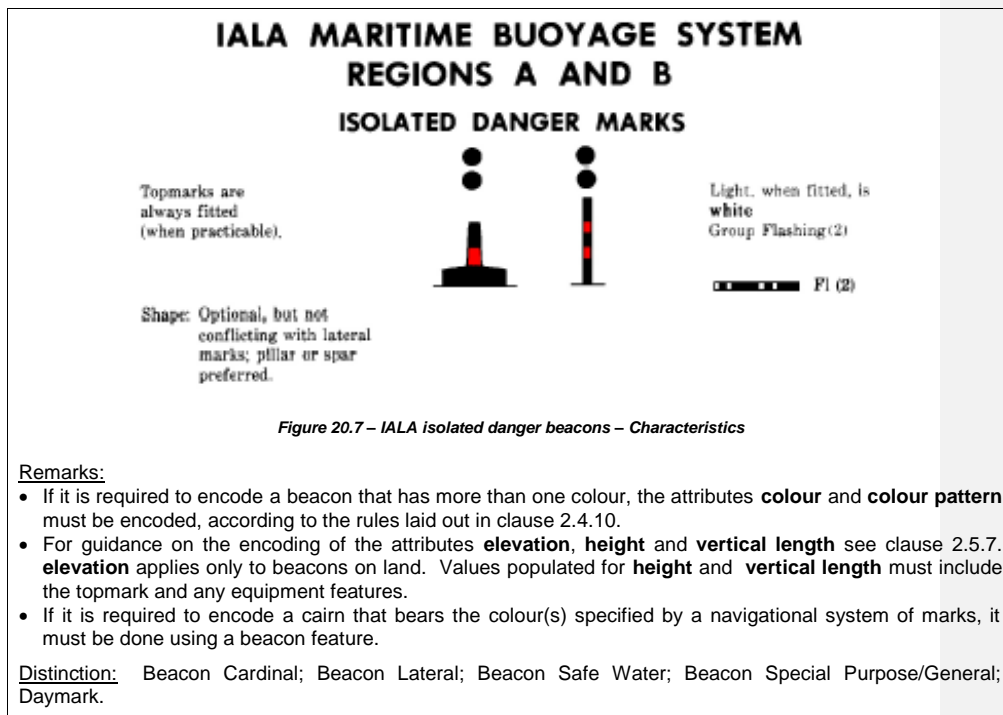 IALA MARITIME BUOYAGE SYSTEM
REGIONS A AND B
ISOLATED DANGER MARKS
Topmarks are
always fitted
(when practicable).
Light, when fitted, is
white
Group Flashing(2)
Fl (2)
Shape: Optional, but not
conflicting with lateral
marks; pillar or spar
preferred.
Figure 20.7 – IALA isolated danger beacons – Characteristics
Remarks:
• If it is required to encode a beacon that has more than one colour, the attributes colour and colour pattern
must be encoded, according to the rules laid out in clause 2.4.10.
• For guidance on the encoding of the attributes elevation, height and vertical length see clause 2.5.7.
elevation applies only to beacons on land. Values populated for height and vertical length must include
the topmark and any equipment features.
• If it is required to encode a cairn that bears the colour(s) specified by a navigational system of marks, it
must be done using a beacon feature.
Distinction: Beacon Cardinal; Beacon Lateral; Beacon Safe Water; Beacon Special Purpose/General;
Daymark.